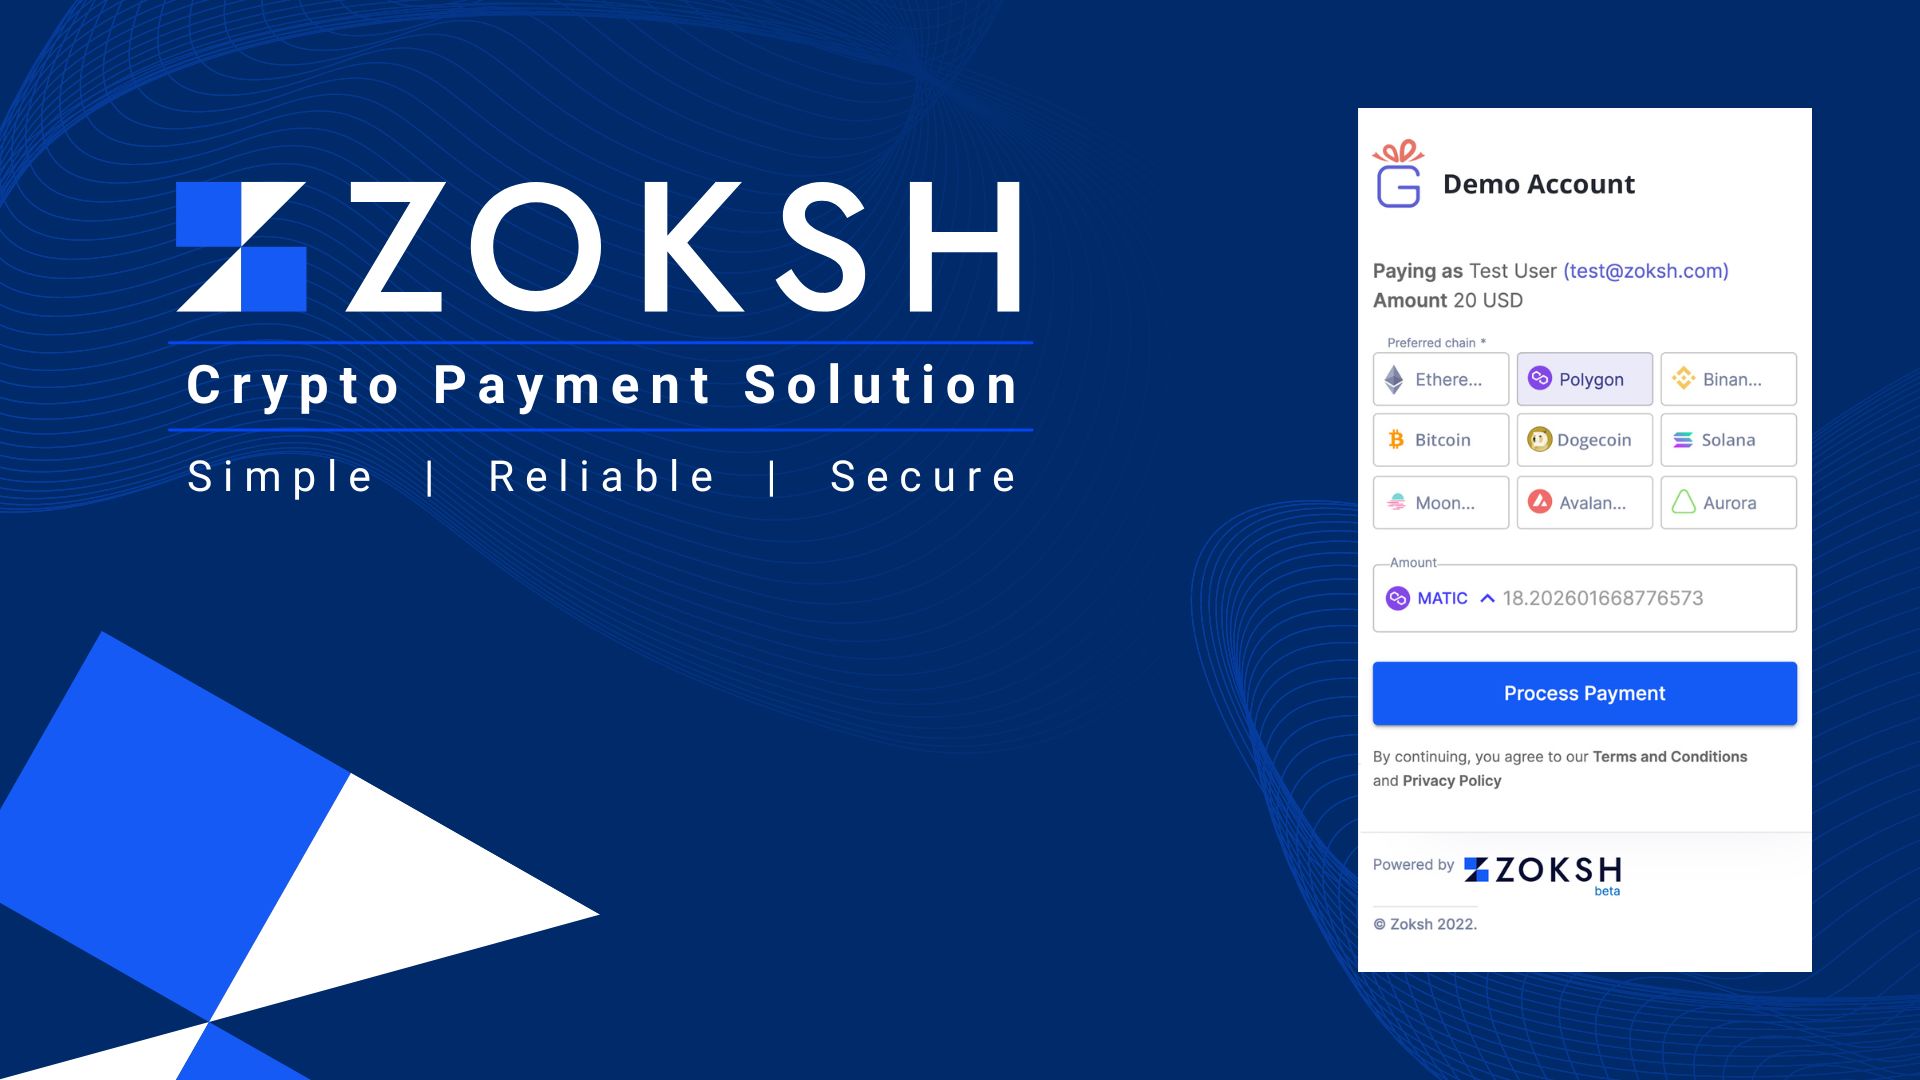 ZOKSH
Crypto Payment Solution
Simple | Reliable | Secure
Demo Account
Paying as Test User (test@zoksh.com)
Amount 20 USD
Preferred chain *
Ethere... Polygon Binan...
Bitcoin Dogecoin Solana
Moon... Avalan... Aurora
Amount
MATIC 18.202601668776573
Process Payment
By continuing, you agree to our Terms and Conditions
and Privacy Policy
Powered by ZOKSH
beta
© Zoksh 2022.